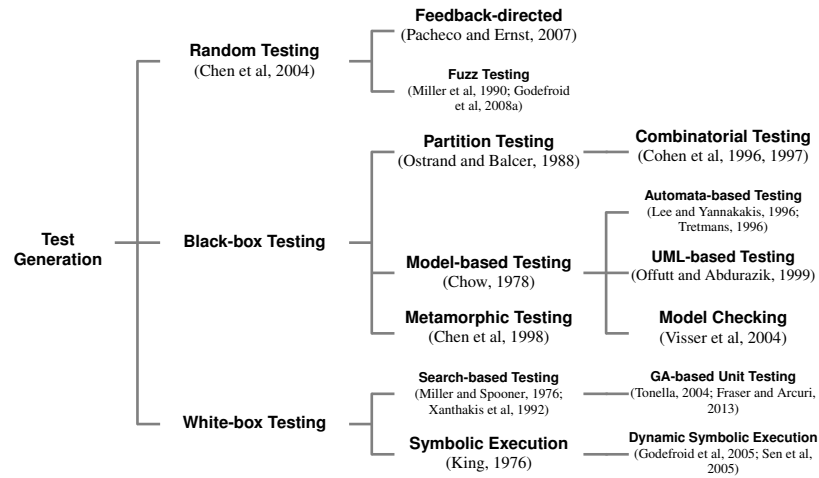 Test
Generation
Random Testing
(Chen et al, 2004)
Feedback-directed
(Pacheco and Ernst, 2007)
Fuzz Testing
(Miller et al, 1990; Godefroid
et al, 2008a)
Black-box Testing
Partition Testing
(Ostrand and Balcer, 1988)
Combinatorial Testing
(Cohen et al, 1996, 1997)
Model-based Testing
(Chow, 1978)
Automata-based Testing
(Lee and Yannakakis, 1996;
Tretmans, 1996)
UML-based Testing
(Offutt and Abdurazik, 1999)
Model Checking
(Visser et al, 2004)
Metamorphic Testing
(Chen et al, 1998)
White-box Testing
Search-based Testing
(Miller and Spooner, 1976;
Xanthakis et al, 1992)
GA-based Unit Testing
(Tonella, 2004; Fraser and Arcuri,
2013)
Symbolic Execution
(King, 1976)
Dynamic Symbolic Execution
(Godefroid et al, 2005; Sen et al,
2005)